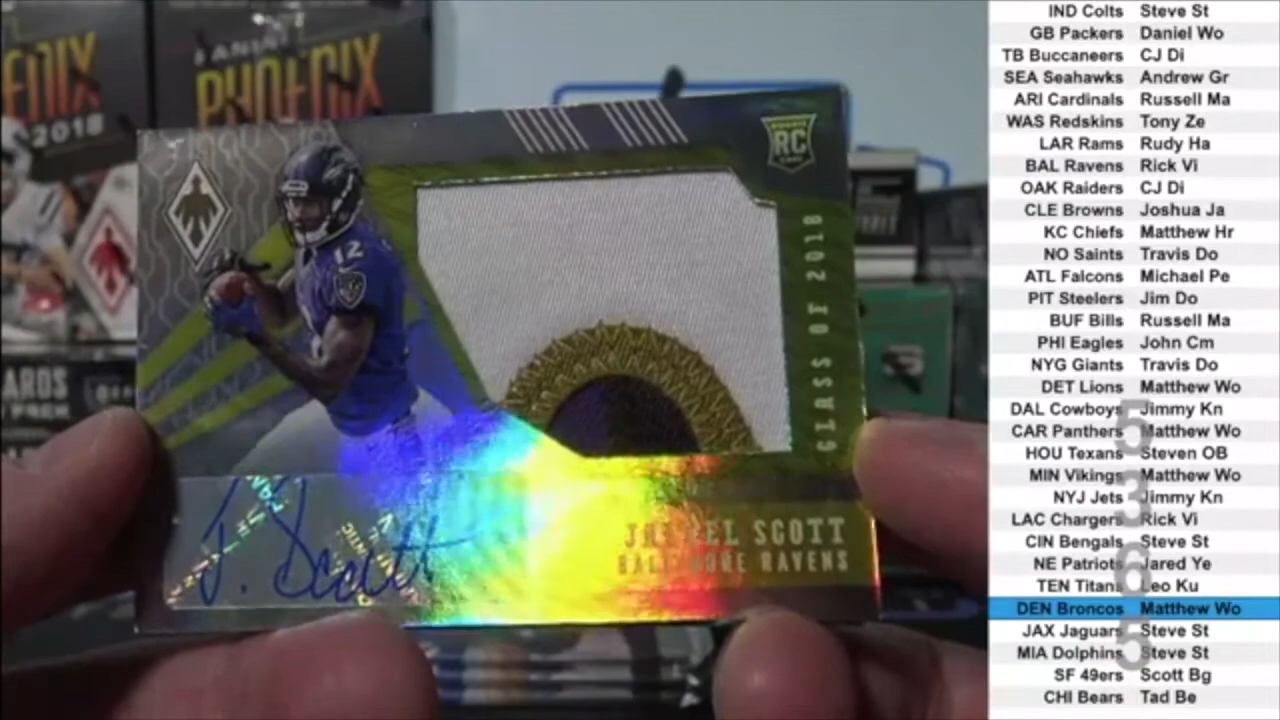 PHOENIX
2018
PANINI
PHOENIX
RC
12
CLASS OF 2018
J. Scott
SCOTT
BALTIMORE RAVENS
IND Colts Steve St
GB Packers Daniel Wo
TB Buccaneers CJ Di
SEA Seahawks Andrew Gr
ARI Cardinals Russell Ma
WAS Redskins Tony Ze
LAR Rams Rudy Ha
BAL Ravens Rick Vi
OAK Raiders CJ Di
CLE Browns Joshua Ja
KC Chiefs Matthew Hr
NO Saints Travis Do
ATL Falcons Michael Pe
PIT Steelers Jim Do
BUF Bills Russell Ma
PHI Eagles John Cm
NYG Giants Travis Do
DET Lions Matthew Wo
DAL Cowboys Jimmy Kn
CAR Panthers Matthew Wo
HOU Texans Steven OB
MIN Vikings Matthew Wo
NYJ Jets Jimmy Kn
LAC Chargers Rick Vi
CIN Bengals Steve St
NE Patriots Jared Ye
TEN Titans Leo Ku
DEN Broncos Matthew Wo
JAX Jaguars Steve St
MIA Dolphins Steve St
SF 49ers Scott Bg
CHI Bears Tad Be